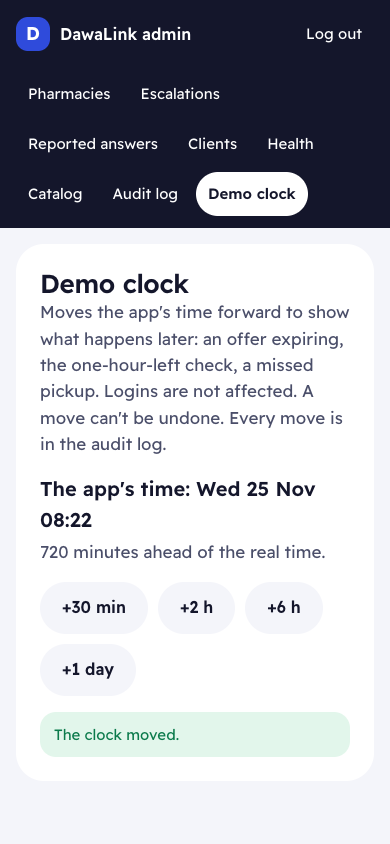 D DawaLink admin Log out
Pharmacies Escalations
Reported answers Clients Health
Catalog Audit log Demo clock
Demo clock
Moves the app's time forward to show
what happens later: an offer expiring,
the one-hour-left check, a missed
pickup. Logins are not affected. A
move can't be undone. Every move is
in the audit log.
The app's time: Wed 25 Nov
08:22
720 minutes ahead of the real time.
+30 min +2 h +6 h
+1 day
The clock moved.